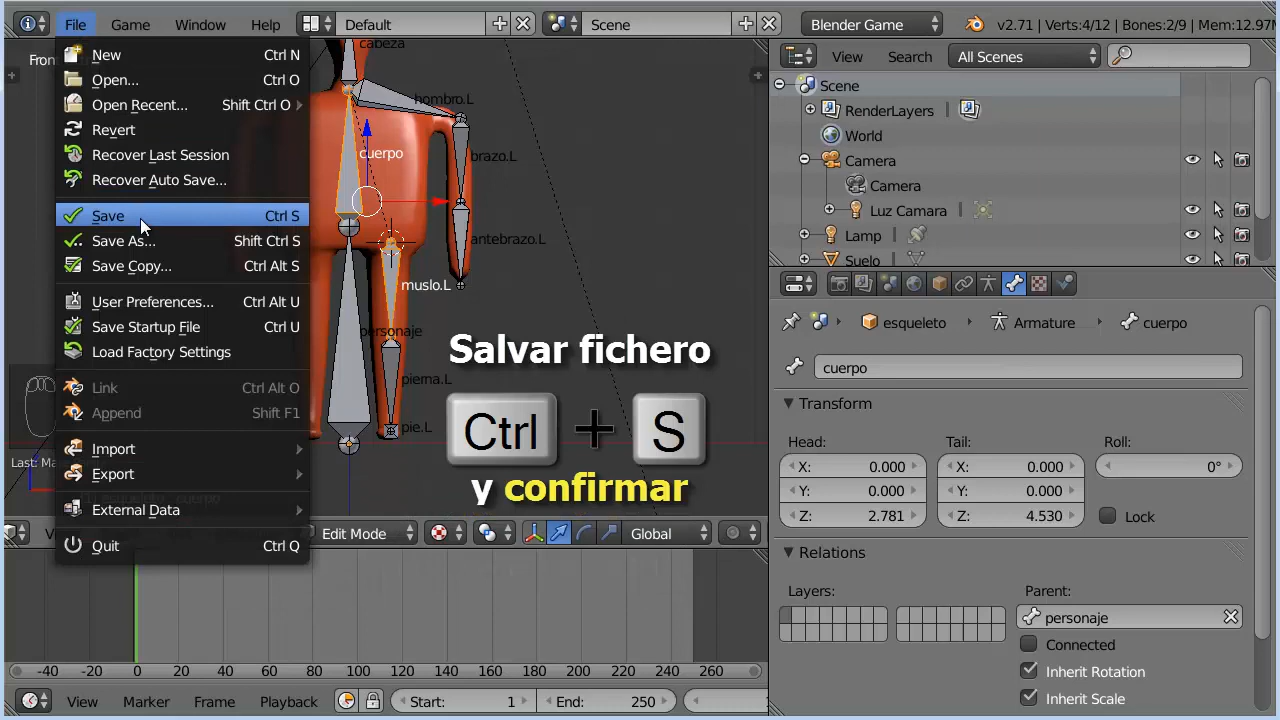 File Game Window Help Default Scene Blender Game v2.71 | Verts:4/12 | Bones:2/9 | Mem:12.97M
New Ctrl N
Open... Ctrl O
Open Recent... Shift Ctrl O
Revert
Recover Last Session
Recover Auto Save...
Save Ctrl S
Save As... Shift Ctrl S
Save Copy... Ctrl Alt S
User Preferences... Ctrl Alt U
Save Startup File Ctrl U
Load Factory Settings
Link Ctrl Alt O
Append Shift F1
Import
Export
External Data
Quit Ctrl Q
cabeza
hombro.L
cuerpo
brazo.L
antebrazo.L
muslo.L
personaje
pierna.L
pie.L
Salvar fichero
Ctrl + S
y confirmar
Edit Mode Global
-40 -20 0 20 40 60 80 100 120 140 160 180 200 220 240 260
View Marker Frame Playback Start: 1 End: 250
View Search All Scenes
Scene
RenderLayers
World
Camera
Camera
Luz Camara
Lamp
Suelo
esqueleto Armature cuerpo
cuerpo
Transform
Head: Tail: Roll:
X: 0.000 X: 0.000 0°
Y: 0.000 Y: 0.000
Z: 2.781 Z: 4.530 Lock
Relations
Layers: Parent:
personaje
Connected
Inherit Rotation
Inherit Scale